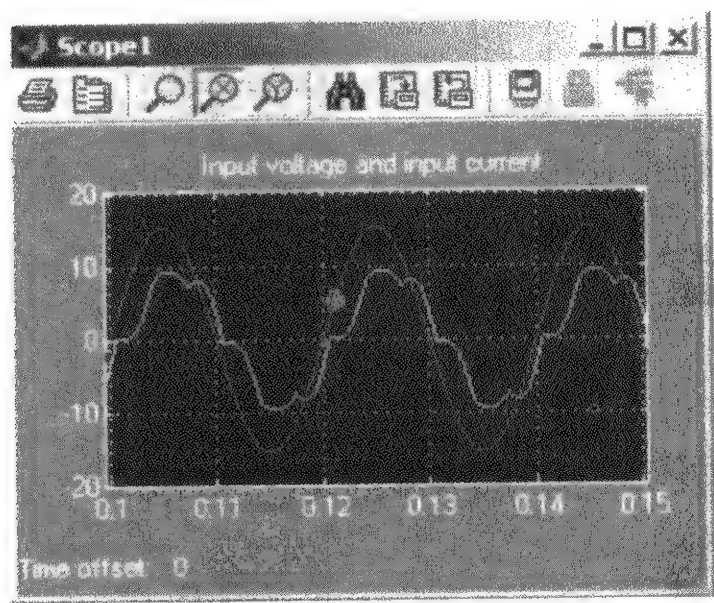 Scope1
Input voltage and input current
20
10
0
-10
20
0.1 0.11 0.12 0.13 0.14 0.15
Time offset: 0